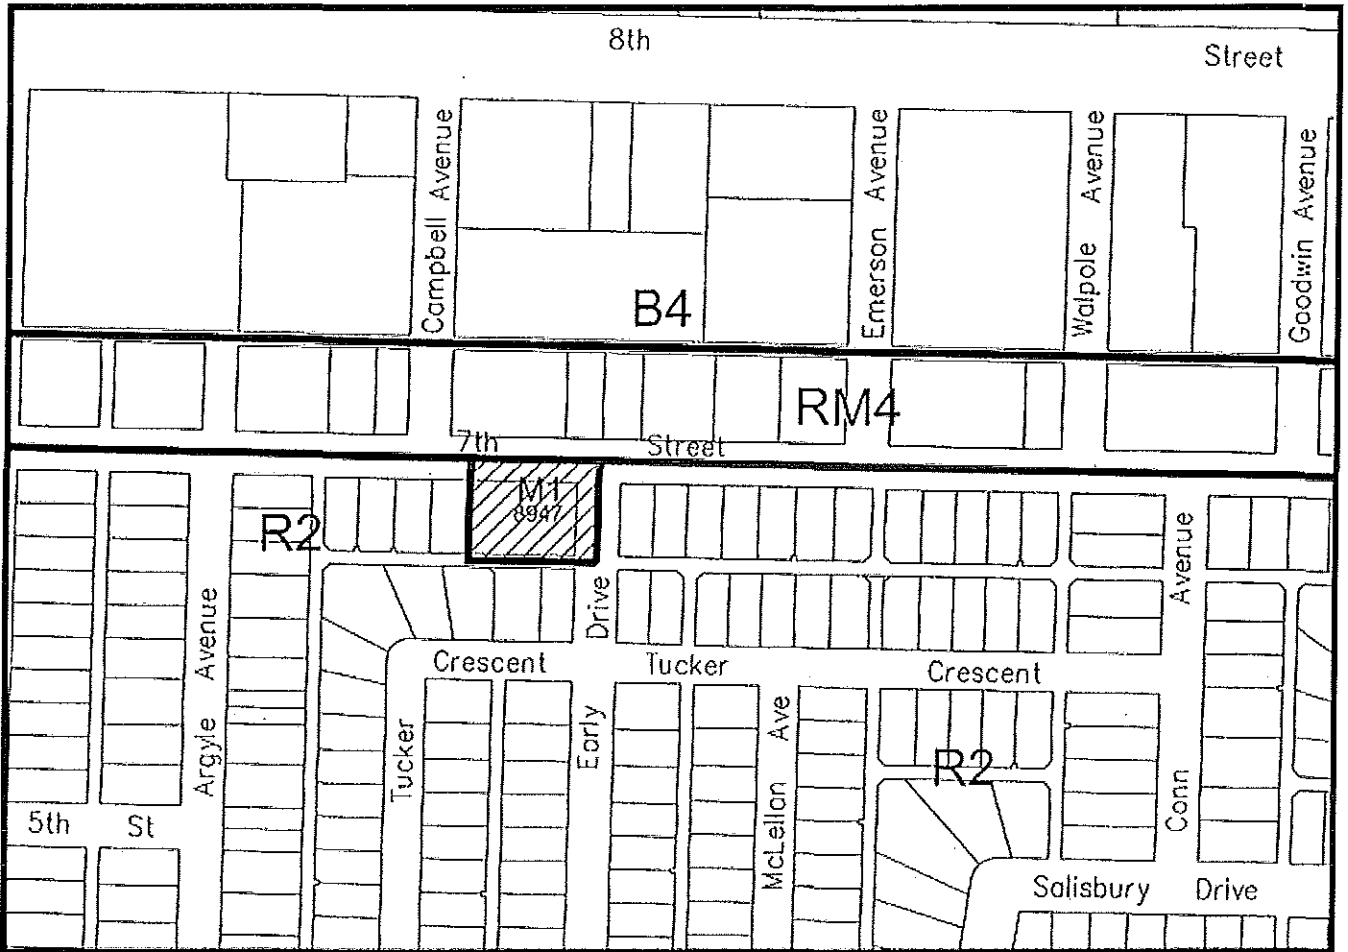 8th Street
Campbell Avenue
Emerson Avenue
Walpole Avenue
Goodwin Avenue
B4
RM4
7th Street
M1
8947
R2
Argyle Avenue
Early Drive
Conn Avenue
Crescent
Tucker
Crescent
Tucker
McLellan Ave
R2
5th St
Salisbury Drive